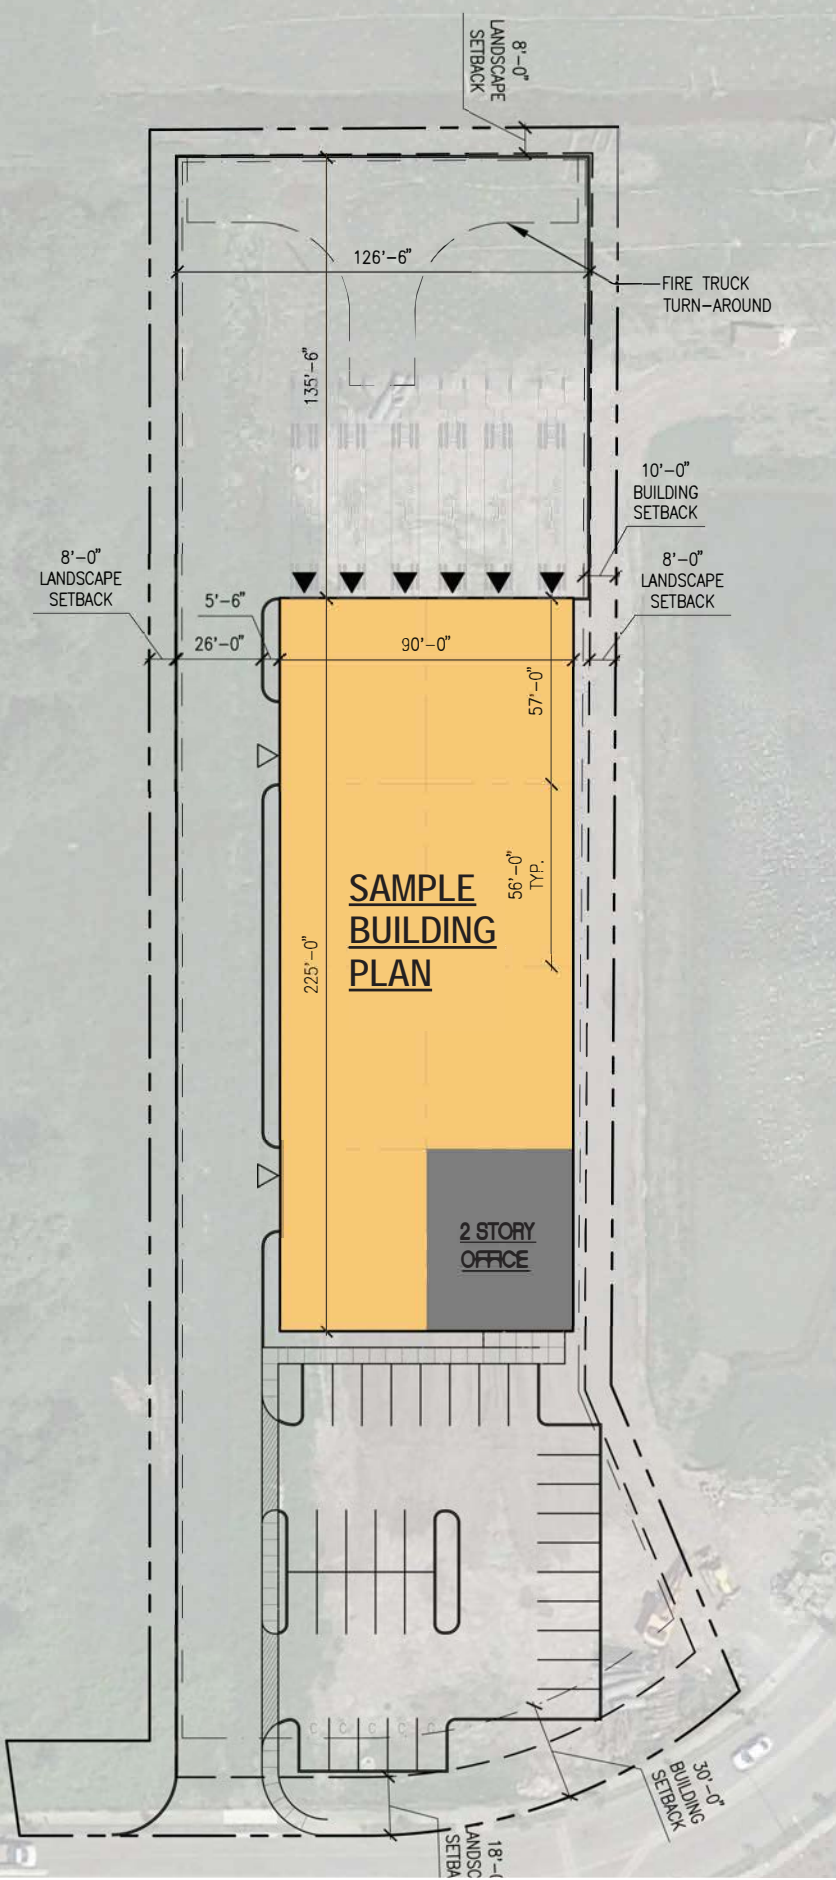 8'-0"
LANDSCAPE
SETBACK
126'-6"
FIRE TRUCK
TURN-AROUND
135'-6"
10'-0"
BUILDING
SETBACK
8'-0"
LANDSCAPE
SETBACK
8'-0"
LANDSCAPE
SETBACK
5'-6"
26'-0"
90'-0"
57'-0"
56'-0"
TYP.
SAMPLE
BUILDING
PLAN
225'-0"
2 STORY
OFFICE
C C C C C
30'-0"
BUILDING
SETBACK
18'-0
LANDSC
SETBA